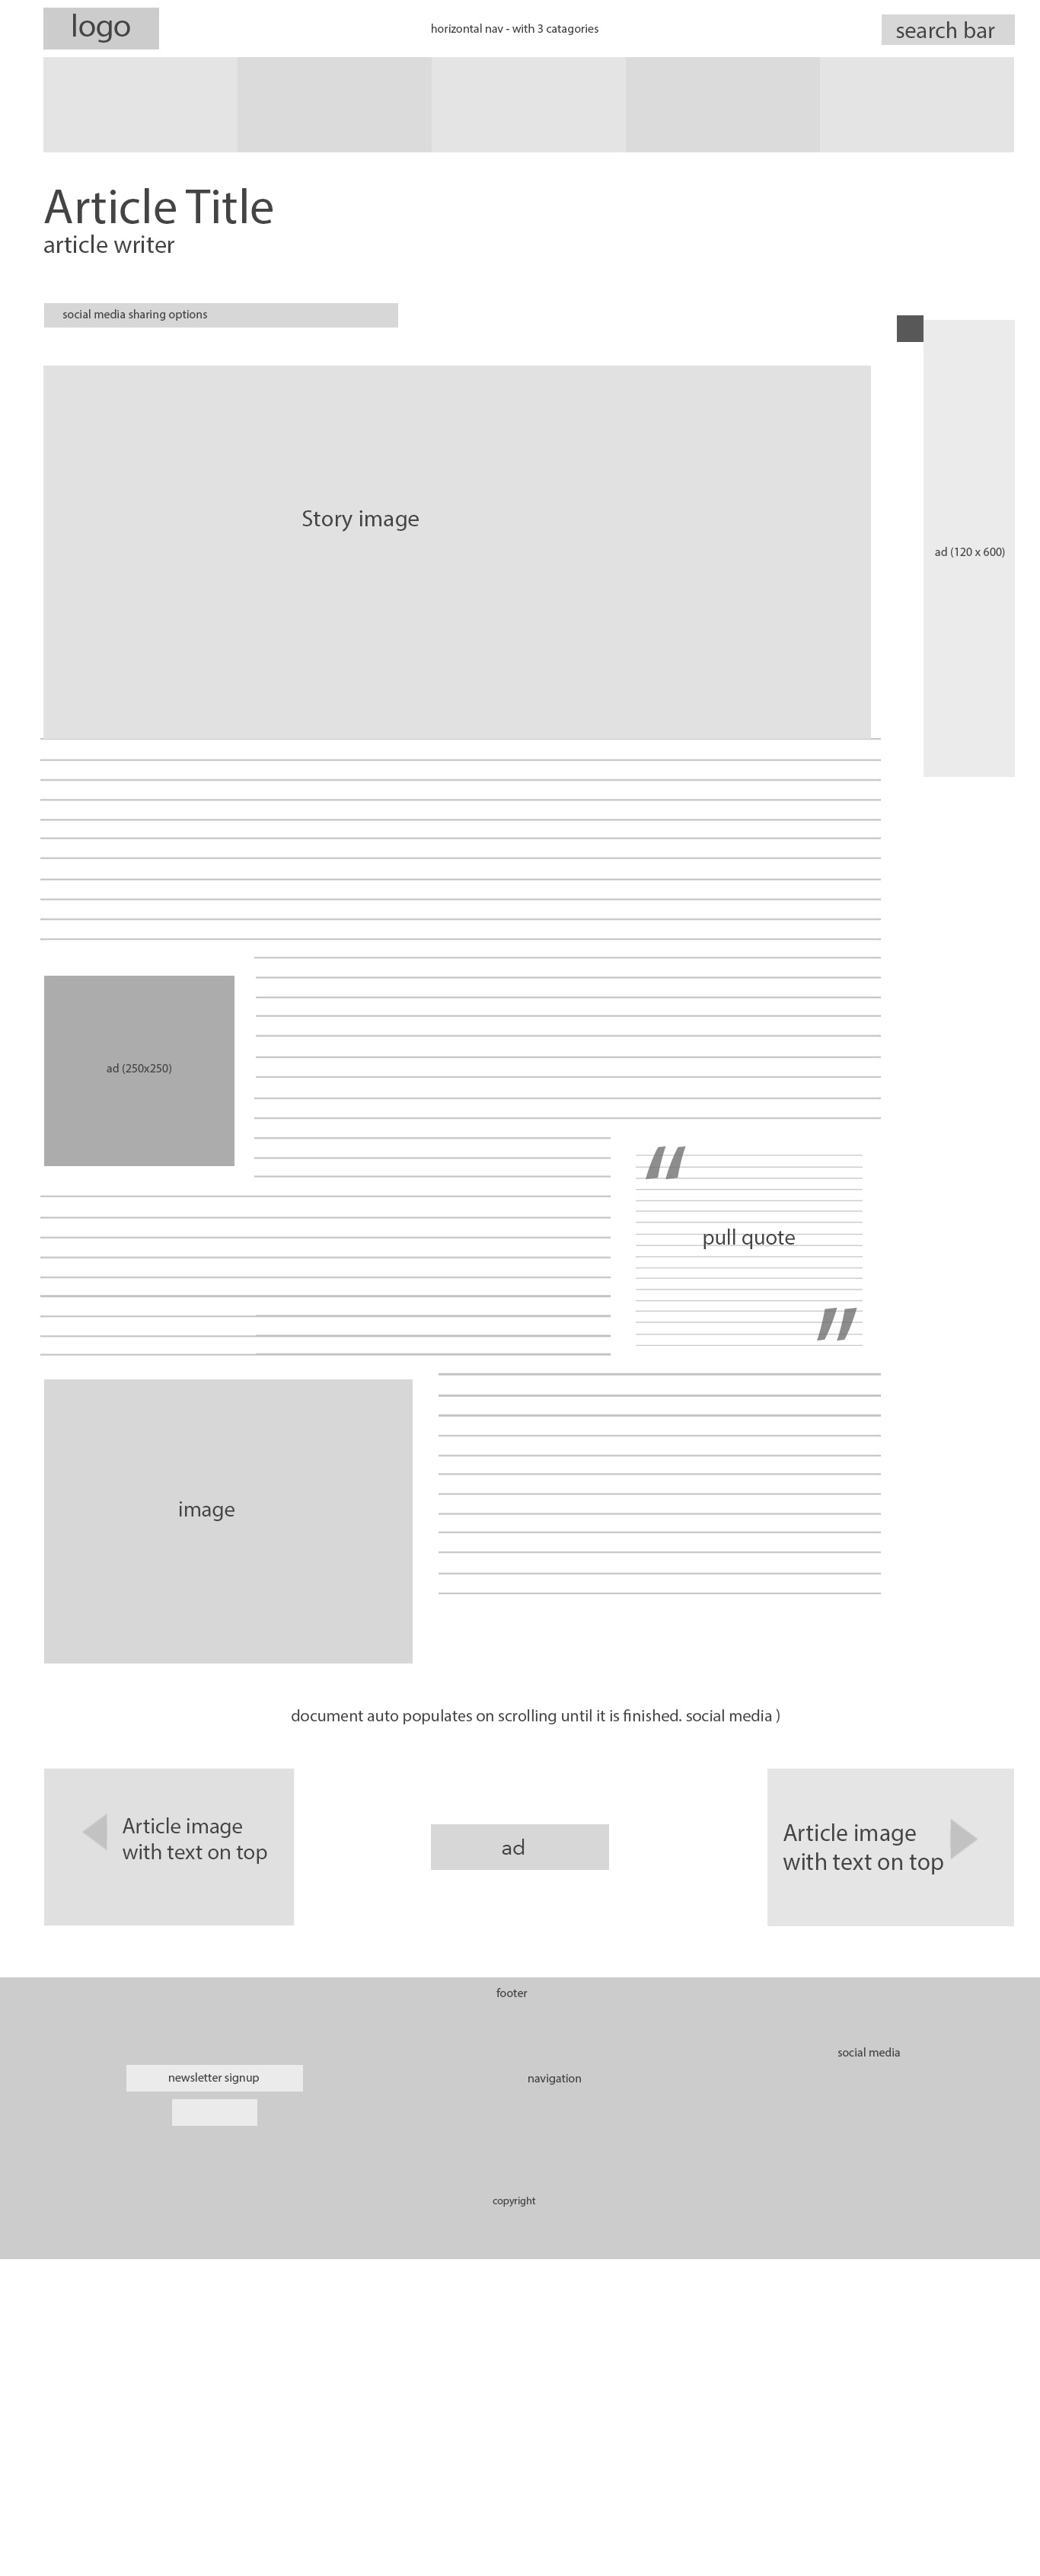 logo
horizontal nav - with 3 catagories
search bar
Article Title
article writer
social media sharing options
Story image
ad (120 x 600)
ad (250x250)
“
pull quote
”
image
document auto populates on scrolling until it is finished. social media )
Article image
with text on top
ad
Article image
with text on top
footer
social media
newsletter signup
navigation
copyright